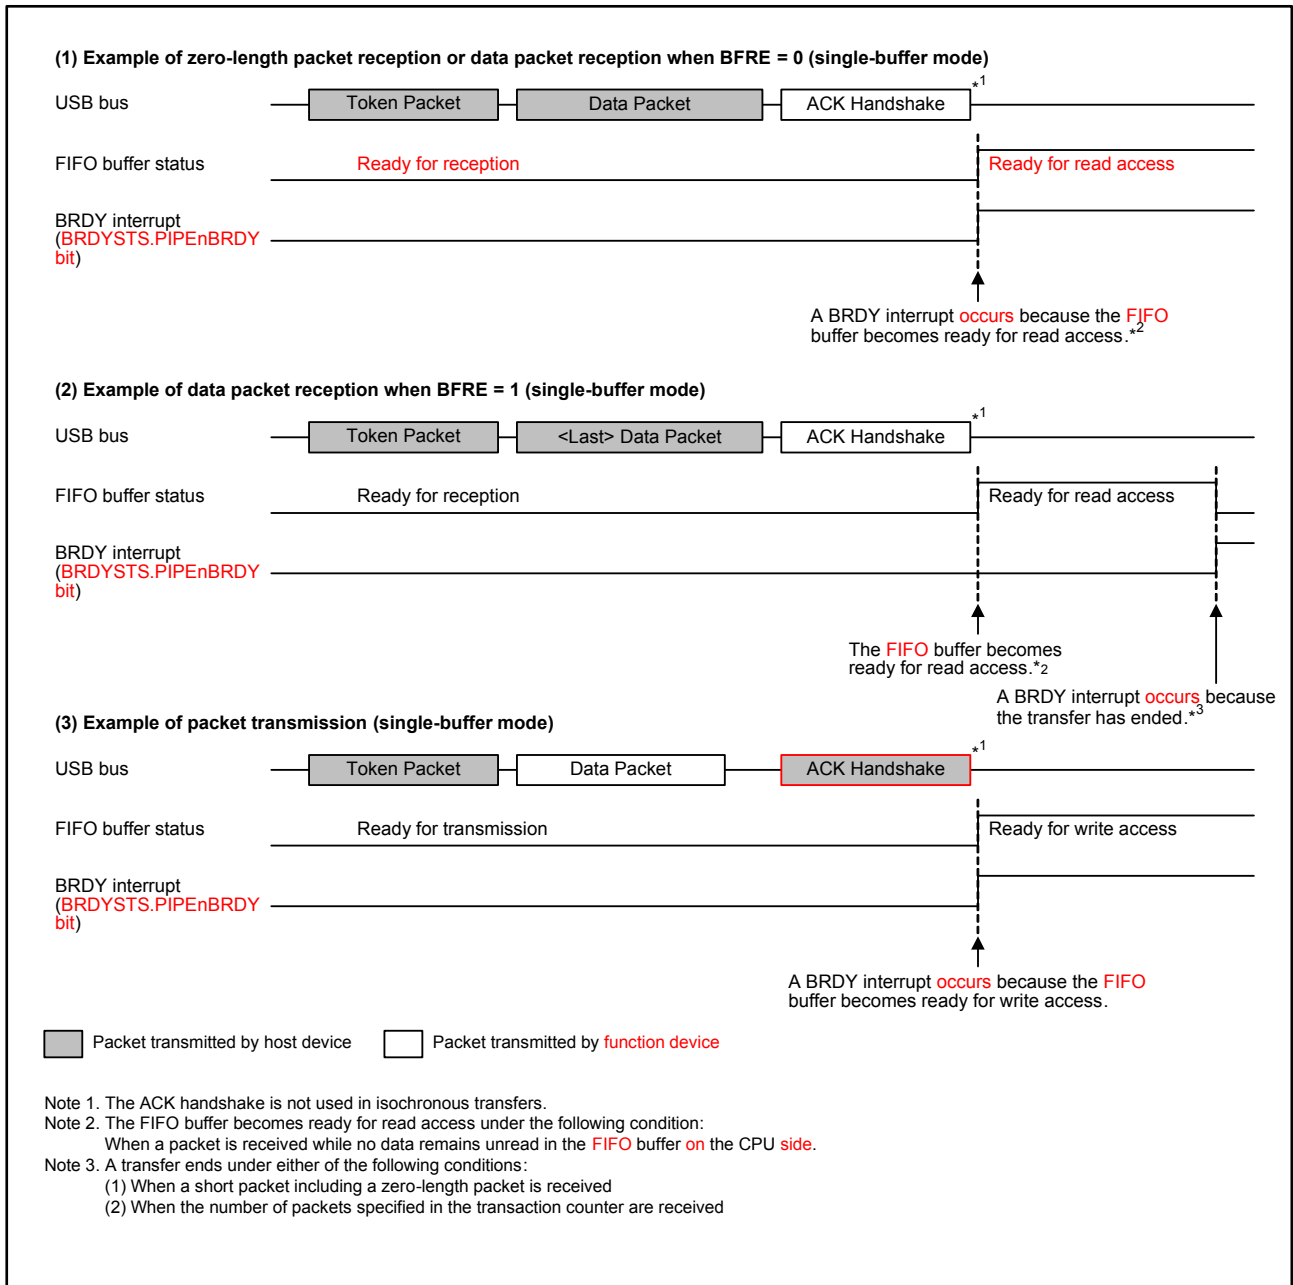 (1) Example of zero-length packet reception or data packet reception when BFRE = 0 (single-buffer mode)
USB bus
Token Packet
Data Packet
ACK Handshake
*1
FIFO buffer status
Ready for reception
Ready for read access
BRDY interrupt
(BRDYSTS.PIPEnBRDY
bit)
A BRDY interrupt occurs because the FIFO
buffer becomes ready for read access.*2
(2) Example of data packet reception when BFRE = 1 (single-buffer mode)
USB bus
Token Packet
<Last> Data Packet
ACK Handshake
*1
FIFO buffer status
Ready for reception
Ready for read access
BRDY interrupt
(BRDYSTS.PIPEnBRDY
bit)
The FIFO buffer becomes
ready for read access.*2
A BRDY interrupt occurs because
the transfer has ended.*3
(3) Example of packet transmission (single-buffer mode)
USB bus
Token Packet
Data Packet
ACK Handshake
*1
FIFO buffer status
Ready for transmission
Ready for write access
BRDY interrupt
(BRDYSTS.PIPEnBRDY
bit)
A BRDY interrupt occurs because the FIFO
buffer becomes ready for write access.
Packet transmitted by host device
Packet transmitted by function device
Note 1. The ACK handshake is not used in isochronous transfers.
Note 2. The FIFO buffer becomes ready for read access under the following condition:
When a packet is received while no data remains unread in the FIFO buffer on the CPU side.
Note 3. A transfer ends under either of the following conditions:
(1) When a short packet including a zero-length packet is received
(2) When the number of packets specified in the transaction counter are received